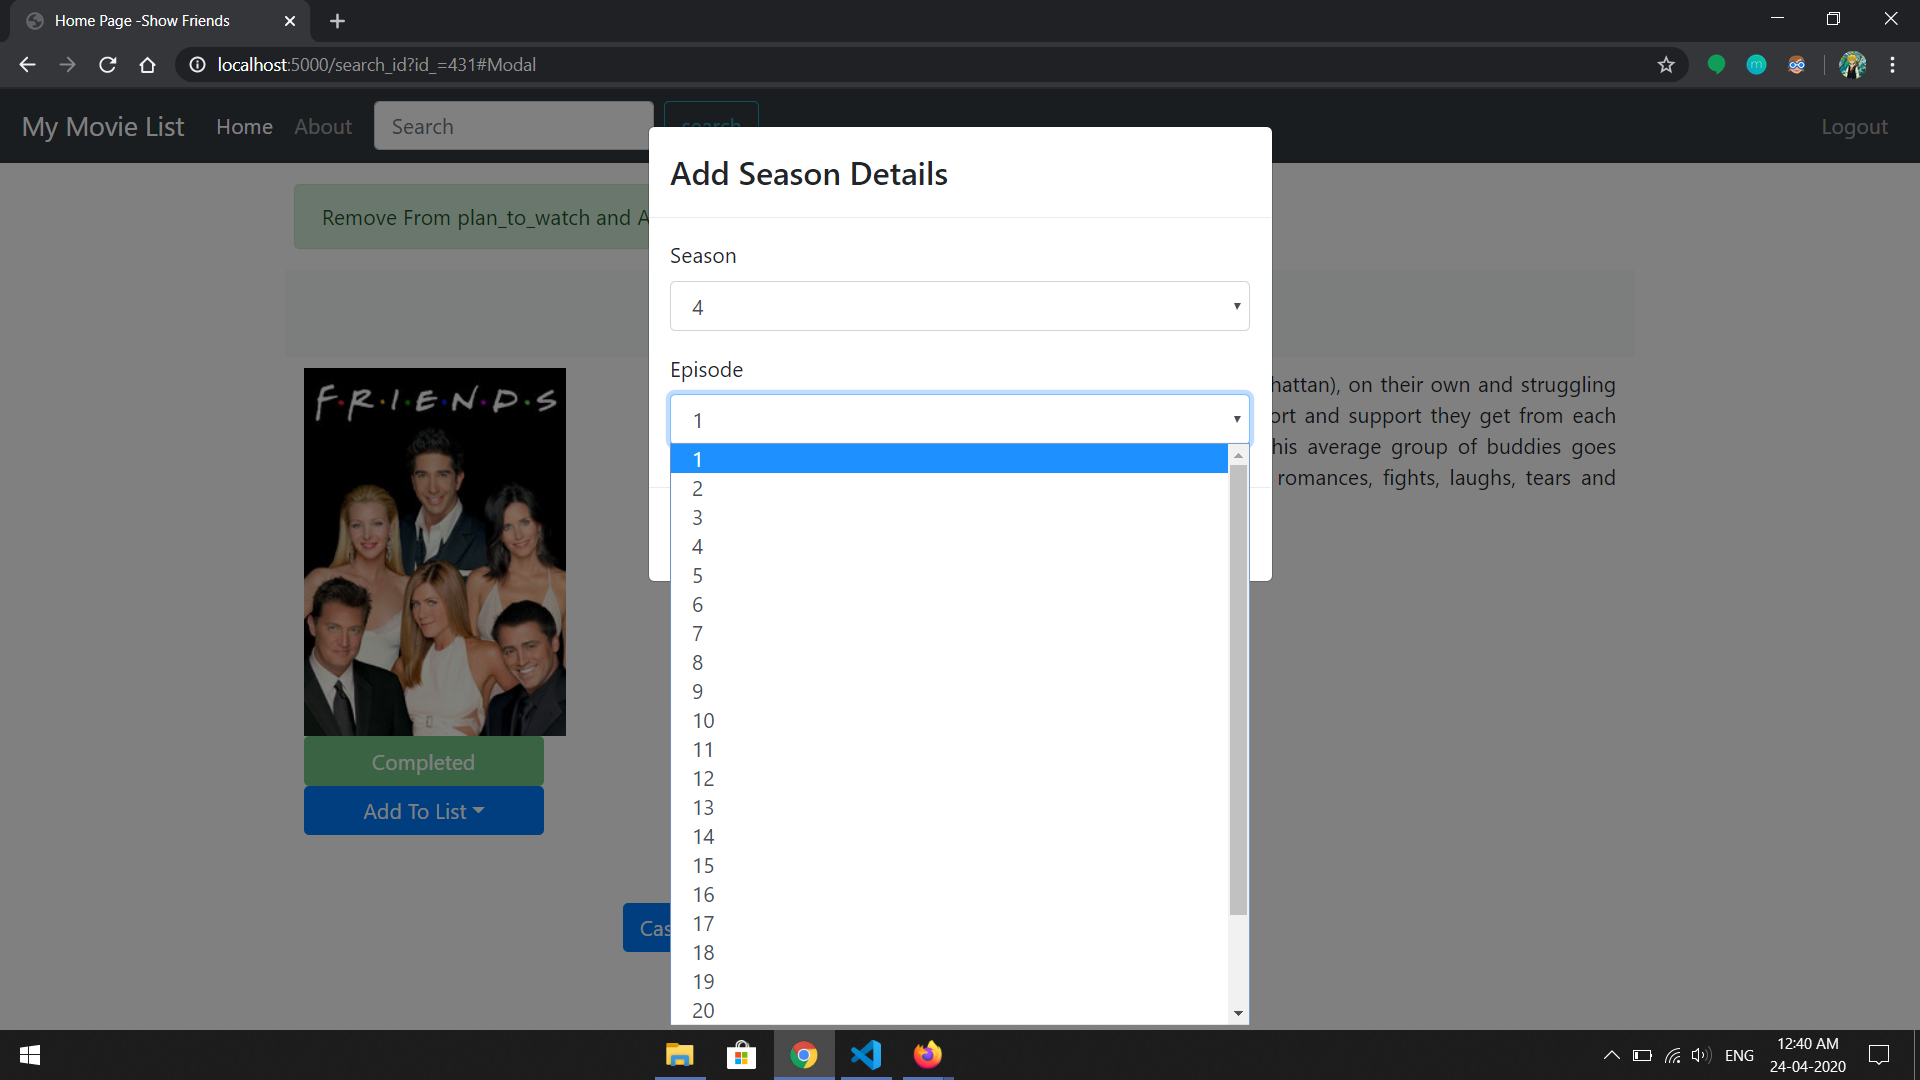 Home Page -Show Friends
localhost:5000/search_id?id_=431#Modal
My Movie List Home About Search search Logout
Add Season Details
Remove From plan_to_watch and A
Season
4
Episode
1
hattan), on their own and struggling
ort and support they get from each
his average group of buddies goes
romances, fights, laughs, tears and
F·R·I·E·N·D·S
1
2
3
4
5
6
7
8
9
10
11
12
13
14
15
16
17
18
19
20
Completed
Add To List
Cas
ENG
12:40 AM
24-04-2020